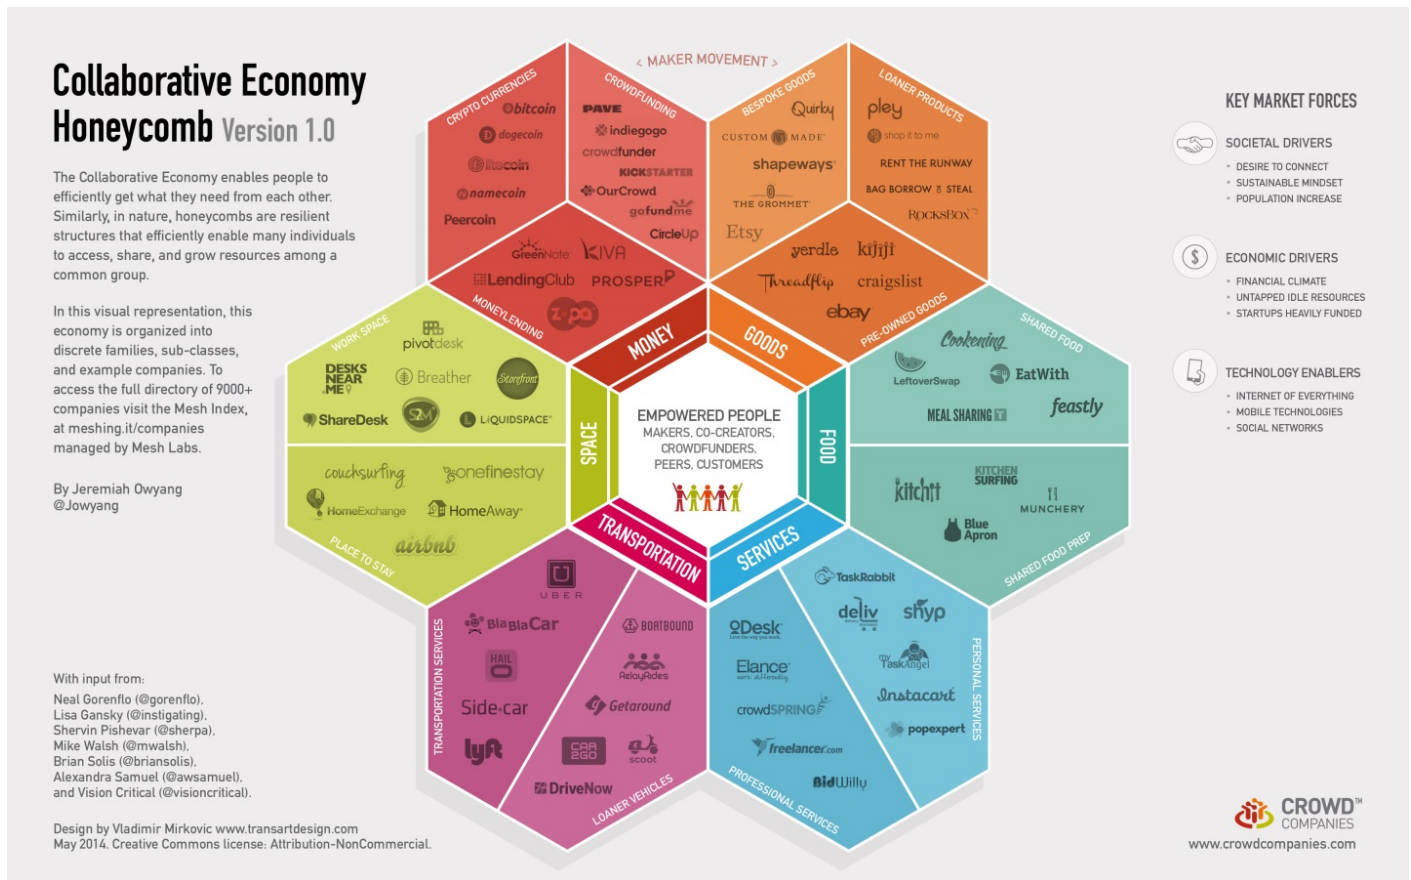 Collaborative Economy
Honeycomb Version 1.0
The Collaborative Economy enables people to
efficiently get what they need from each other.
Similarly, in nature, honeycombs are resilient
structures that efficiently enable many individuals
to access, share, and grow resources among a
common group.
In this visual representation, this
economy is organized into
discrete families, sub-classes,
and example companies. To
access the full directory of 9000+
companies visit the Mesh Index,
at meshing.it/companies
managed by Mesh Labs.
By Jeremiah Owyang
@Jowyang
With input from:
Neal Gorenflo (@gorenflo),
Lisa Gansky (@instigating),
Shervin Pishevar (@sherpa),
Mike Walsh (@mwalsh),
Brian Solis (@briansolis),
Alexandra Samuel (@awsamuel),
and Vision Critical (@visioncritical).
Design by Vladimir Mirkovic www.transartdesign.com
May 2014. Creative Commons license: Attribution-NonCommercial.
< MAKER MOVEMENT >
CRYPTO CURRENCIES
bitcoin
dogecoin
litecoin
namecoin
Peercoin
CROWDFUNDING
PAVE
indiegogo
crowdfunder
KICKSTARTER
OurCrowd
gofundme
CircleUp
GreenNote
KIVA
LendingClub
PROSPER
zopa
MONEYLENDING
MONEY
BESPOKE GOODS
Quirky
CUSTOM MADE
shapeways
THE GROMMET
Etsy
LOANER PRODUCTS
pley
shop it to me
RENT THE RUNWAY
BAG BORROW OR STEAL
ROCKSBOX
yerdle
kijiji
Threadflip
craigslist
ebay
PRE-OWNED GOODS
GOODS
WORK SPACE
pivotdesk
DESKS
NEAR
.ME
Breather
Storefront
ShareDesk
S2M
LIQUIDSPACE
couchsurfing
onefinestay
HomeExchange
HomeAway
airbnb
PLACE TO STAY
SPACE
EMPOWERED PEOPLE
MAKERS, CO-CREATORS,
CROWDFUNDERS,
PEERS, CUSTOMERS
SHARED FOOD
Cookening
LeftoverSwap
EatWith
MEAL SHARING
feastly
kitchit
KITCHEN
SURFING
MUNCHERY
Blue
Apron
SHARED FOOD PREP
FOOD
TRANSPORTATION
UBER
BlaBlaCar
HAIL
O
Side.car
lyft
TRANSPORTATION SERVICES
BOATBOUND
RelayRides
Getaround
CAR
2GO
scoot
DriveNow
LOANER VEHICLES
SERVICES
oDesk
Love the way you work.
Elance
work differently
crowdSPRING
freelancer.com
BidWilly
PROFESSIONAL SERVICES
TaskRabbit
deliv
shyp
my
TaskAngel
Instacart
popexpert
PERSONAL SERVICES
KEY MARKET FORCES
SOCIETAL DRIVERS
• DESIRE TO CONNECT
• SUSTAINABLE MINDSET
• POPULATION INCREASE
$
ECONOMIC DRIVERS
• FINANCIAL CLIMATE
• UNTAPPED IDLE RESOURCES
• STARTUPS HEAVILY FUNDED
TECHNOLOGY ENABLERS
• INTERNET OF EVERYTHING
• MOBILE TECHNOLOGIES
• SOCIAL NETWORKS
CROWD™
COMPANIES
www.crowdcompanies.com